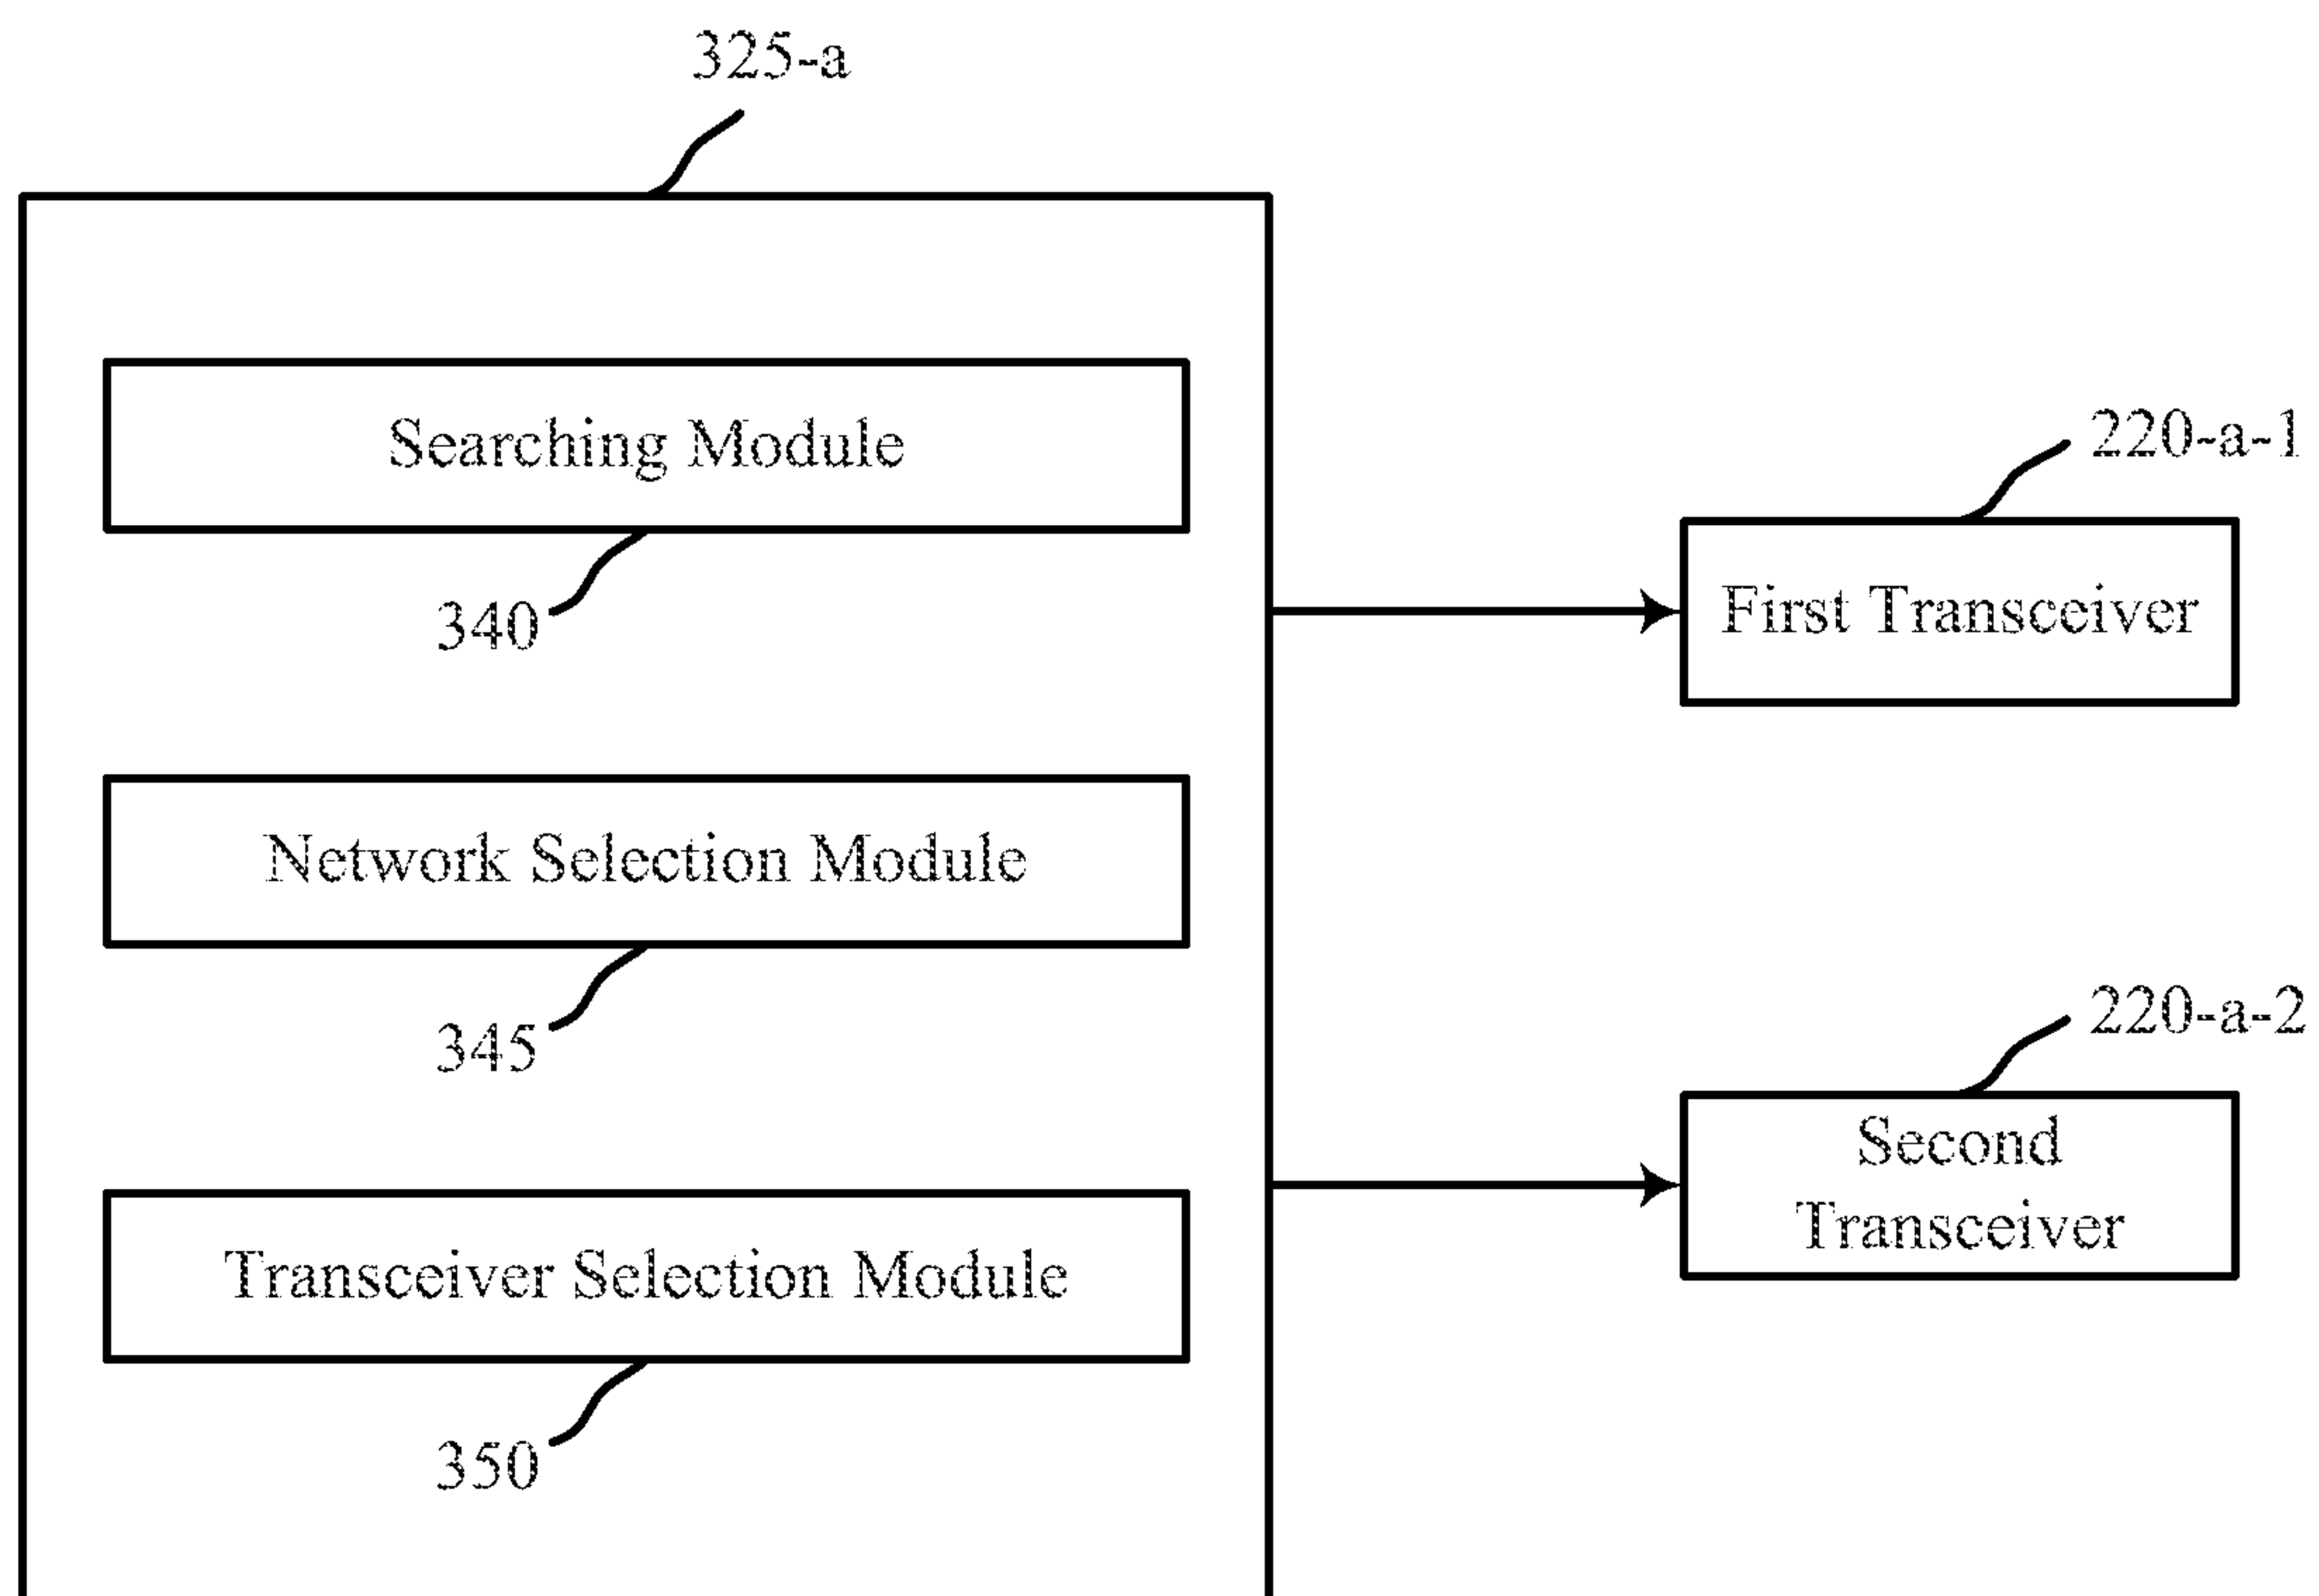 325-a
Searching Module
340
Network Selection Module
345
Transceiver Selection Module
350
220-a-1
First Transceiver
220-a-2
Second
Transceiver